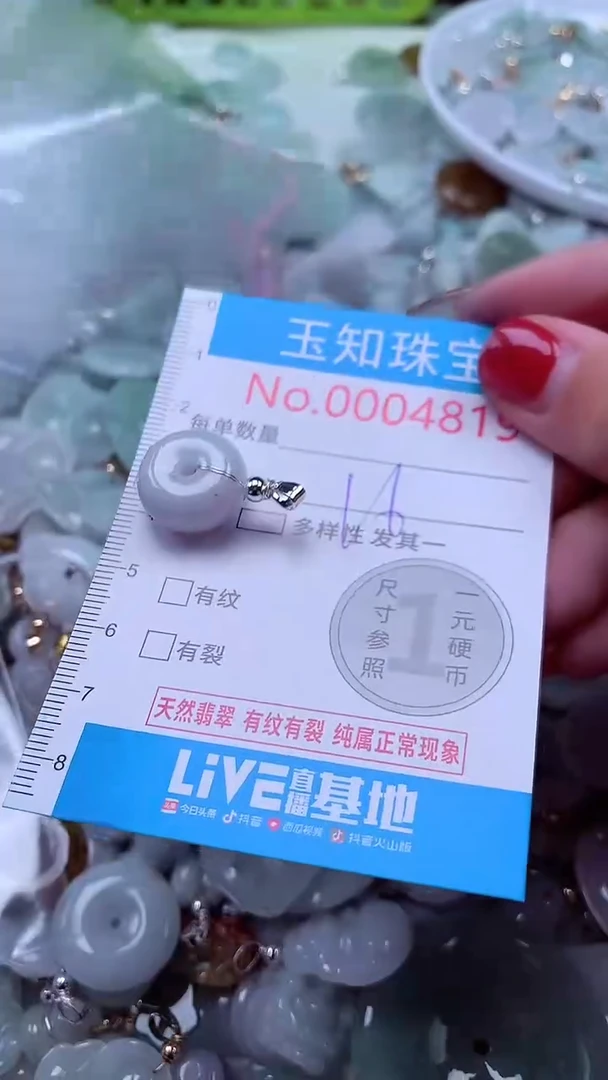 0
1
2
5
6
7
8
玉知珠宝
No.0004819
每单数量
多样性 发其一
有纹
有裂
尺寸参照
1
一元硬币
天然翡翠 有纹有裂 纯属正常现象
LiVE直播基地
今日头条 抖音 西瓜视频 抖音火山版